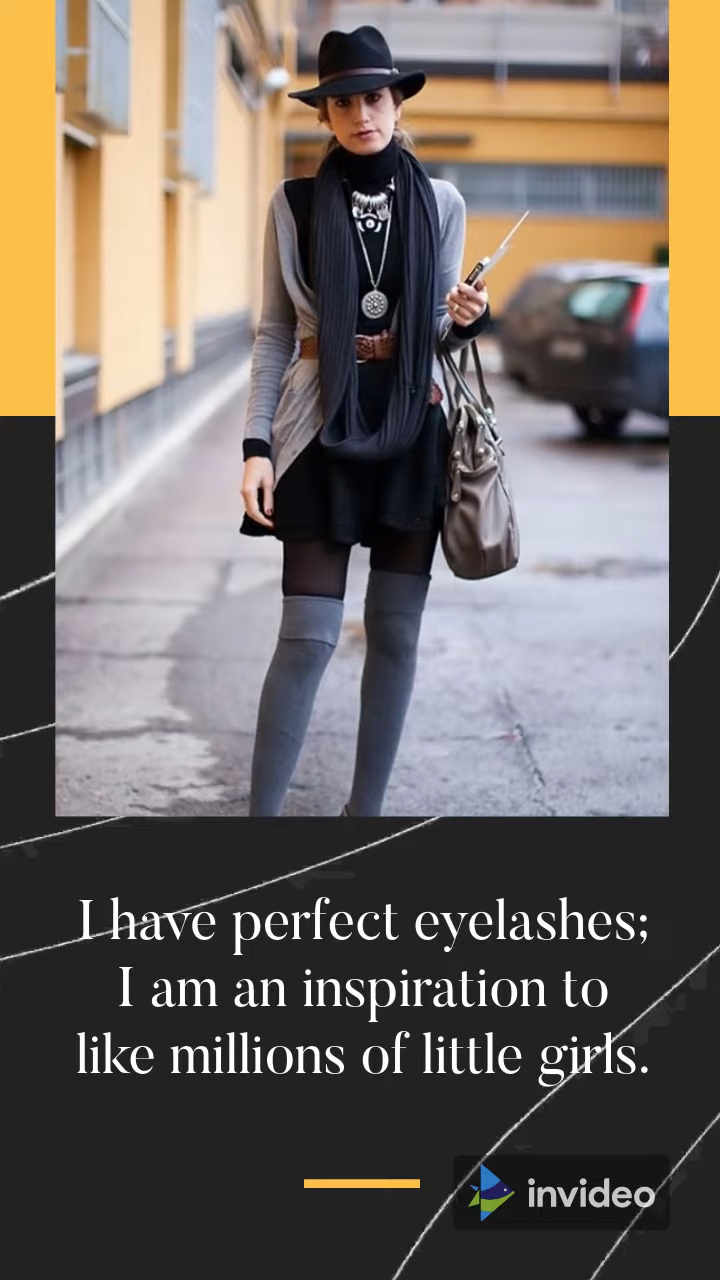 I have perfect eyelashes;
I am an inspiration to
like millions of little girls.
invideo